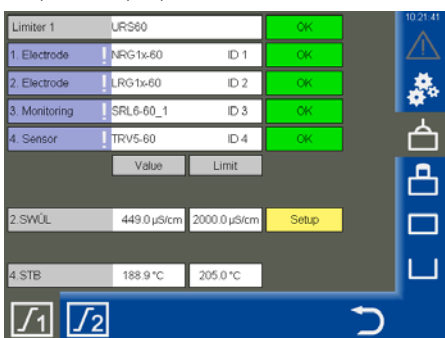 10:21:41
Limiter 1 URS60 OK
1. Electrode ! NRG1x-60 ID 1 OK
2. Electrode ! LRG1x-60 ID 2 OK
3. Monitoring ! SRL6-60_1 ID 3 OK
4. Sensor ! TRV5-60 ID 4 OK
Value Limit
2.SWÜL 449.0 µS/cm 2000.0 µS/cm Setup
4.STB 188.9 °C 205.0 °C
1 2